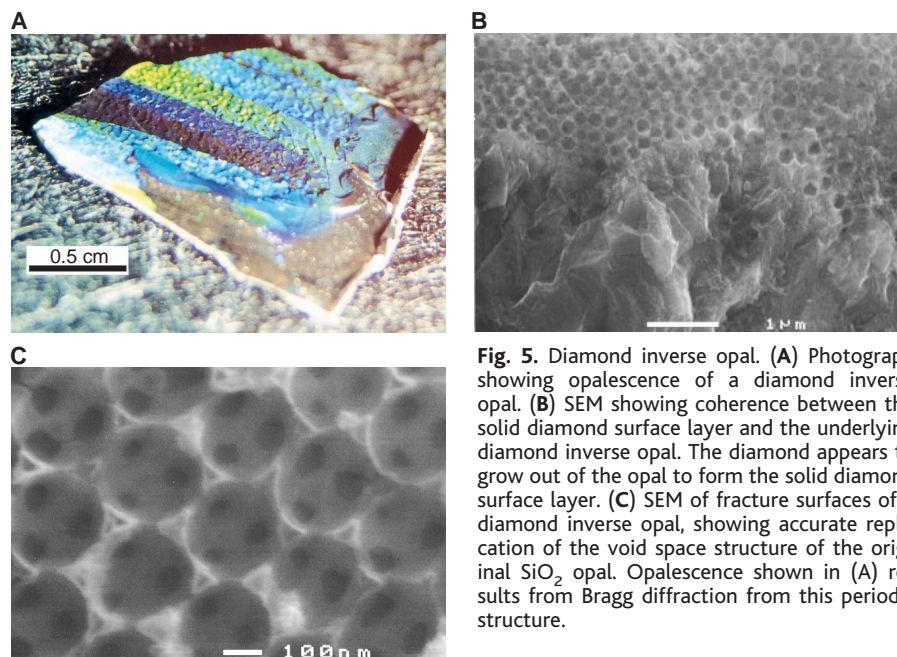 A
0.5 cm
B
1µm
C
100nm
Fig. 5. Diamond inverse opal. (A) Photograp
showing opalescence of a diamond invers
opal. (B) SEM showing coherence between th
solid diamond surface layer and the underlyin
diamond inverse opal. The diamond appears t
grow out of the opal to form the solid diamon
surface layer. (C) SEM of fracture surfaces of
diamond inverse opal, showing accurate repl
cation of the void space structure of the orig
inal SiO₂ opal. Opalescence shown in (A) r
sults from Bragg diffraction from this period
structure.